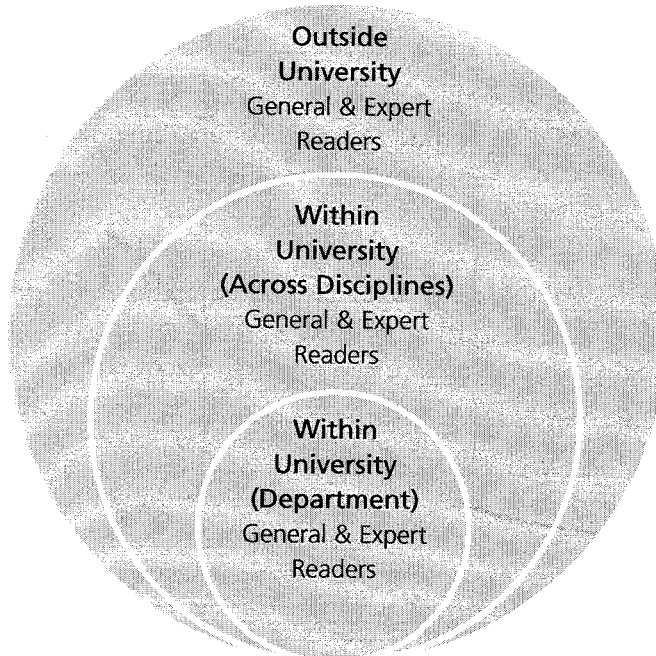 Outside
University
General & Expert
Readers
Within
University
(Across Disciplines)
General & Expert
Readers
Within
University
(Department)
General & Expert
Readers